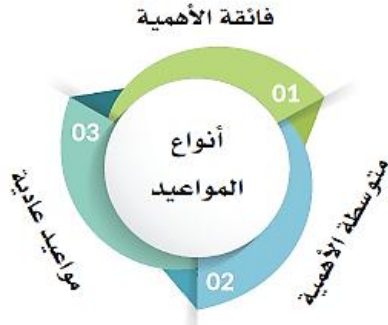 فائقة الأهمية
01
أنواع
المواعيد
03
02
متوسطة الأهمية
مواعيد عادية